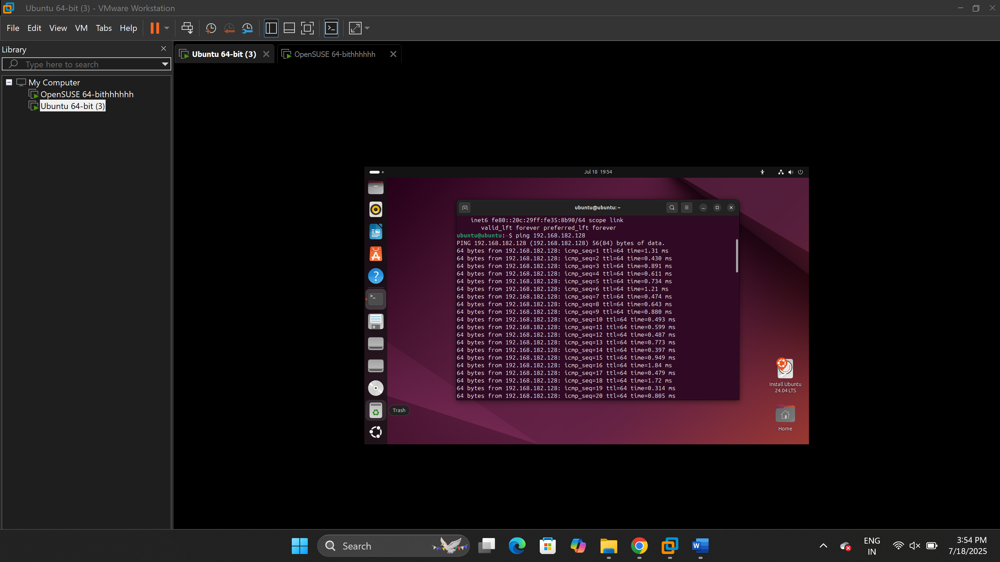 Ubuntu 64-bit (3) - VMware Workstation
File Edit View VM Tabs Help
Library
Type here to search
My Computer
OpenSUSE 64-bithhhhhh
Ubuntu 64-bit (3)
Ubuntu 64-bit (3)
OpenSUSE 64-bithhhhhh
Jul 18 19:54
ubuntu@ubuntu: ~
inet6 fe80::20c:29ff:fe35:8b90/64 scope link
valid_lft forever preferred_lft forever
ubuntu@ubuntu:~$ ping 192.168.182.128
PING 192.168.182.128 (192.168.182.128) 56(84) bytes of data.
64 bytes from 192.168.182.128: icmp_seq=1 ttl=64 time=1.31 ms
64 bytes from 192.168.182.128: icmp_seq=2 ttl=64 time=0.430 ms
64 bytes from 192.168.182.128: icmp_seq=3 ttl=64 time=0.891 ms
64 bytes from 192.168.182.128: icmp_seq=4 ttl=64 time=0.611 ms
64 bytes from 192.168.182.128: icmp_seq=5 ttl=64 time=0.734 ms
64 bytes from 192.168.182.128: icmp_seq=6 ttl=64 time=1.21 ms
64 bytes from 192.168.182.128: icmp_seq=7 ttl=64 time=0.474 ms
64 bytes from 192.168.182.128: icmp_seq=8 ttl=64 time=0.643 ms
64 bytes from 192.168.182.128: icmp_seq=9 ttl=64 time=0.880 ms
64 bytes from 192.168.182.128: icmp_seq=10 ttl=64 time=0.493 ms
64 bytes from 192.168.182.128: icmp_seq=11 ttl=64 time=0.599 ms
64 bytes from 192.168.182.128: icmp_seq=12 ttl=64 time=0.487 ms
64 bytes from 192.168.182.128: icmp_seq=13 ttl=64 time=0.773 ms
64 bytes from 192.168.182.128: icmp_seq=14 ttl=64 time=0.397 ms
64 bytes from 192.168.182.128: icmp_seq=15 ttl=64 time=0.949 ms
64 bytes from 192.168.182.128: icmp_seq=16 ttl=64 time=1.84 ms
64 bytes from 192.168.182.128: icmp_seq=17 ttl=64 time=0.479 ms
64 bytes from 192.168.182.128: icmp_seq=18 ttl=64 time=1.72 ms
64 bytes from 192.168.182.128: icmp_seq=19 ttl=64 time=0.314 ms
64 bytes from 192.168.182.128: icmp_seq=20 ttl=64 time=0.805 ms
Trash
Install Ubuntu
24.04 LTS
Home
Search
ENG
IN
3:54 PM
7/18/2025